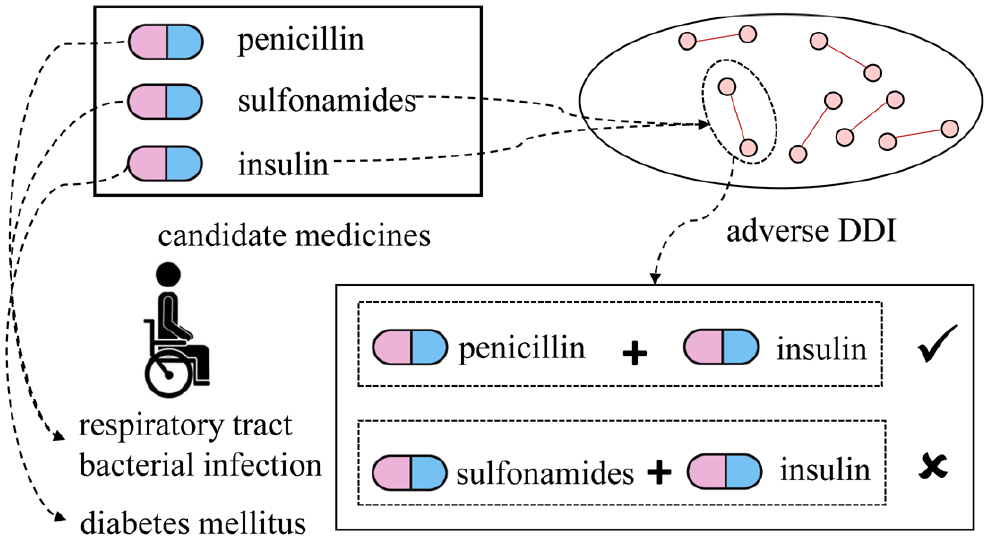 penicillin
sulfonamides
insulin
candidate medicines
adverse DDI
penicillin + insulin
respiratory tract
bacterial infection
sulfonamides + insulin
diabetes mellitus